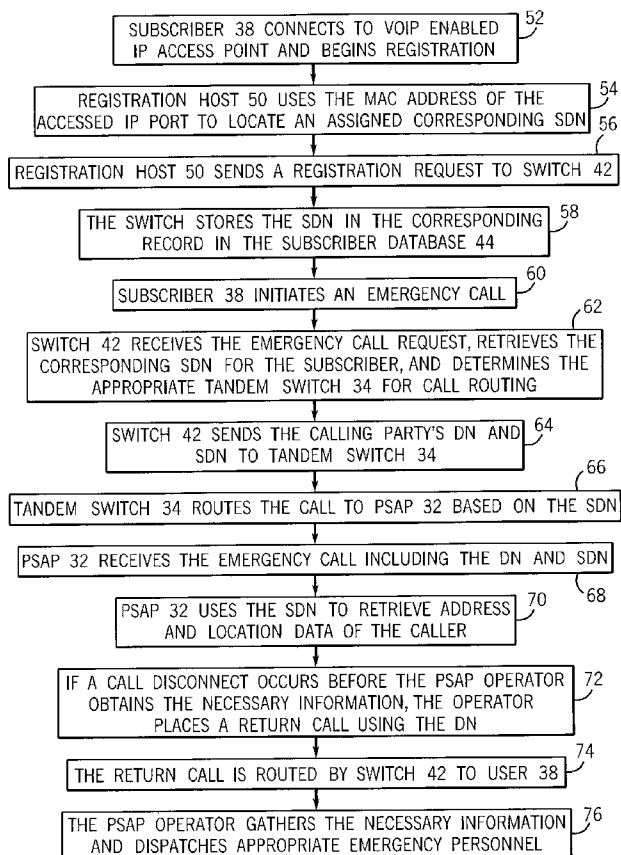 52
SUBSCRIBER 38 CONNECTS TO VOIP ENABLED
IP ACCESS POINT AND BEGINS REGISTRATION
54
REGISTRATION HOST 50 USES THE MAC ADDRESS OF THE
ACCESSED IP PORT TO LOCATE AN ASSIGNED CORRESPONDING SDN
56
REGISTRATION HOST 50 SENDS A REGISTRATION REQUEST TO SWITCH 42
THE SWITCH STORES THE SDN IN THE CORRESPONDING
RECORD IN THE SUBSCRIBER DATABASE 44
58
60
SUBSCRIBER 38 INITIATES AN EMERGENCY CALL
62
SWITCH 42 RECEIVES THE EMERGENCY CALL REQUEST, RETRIEVES THE
CORRESPONDING SDN FOR THE SUBSCRIBER, AND DETERMINES THE
APPROPRIATE TANDEM SWITCH 34 FOR CALL ROUTING
SWITCH 42 SENDS THE CALLING PARTY'S DN AND
SDN TO TANDEM SWITCH 34
64
66
TANDEM SWITCH 34 ROUTES THE CALL TO PSAP 32 BASED ON THE SDN
PSAP 32 RECEIVES THE EMERGENCY CALL INCLUDING THE DN AND SDN
68
PSAP 32 USES THE SDN TO RETRIEVE ADDRESS
AND LOCATION DATA OF THE CALLER
70
IF A CALL DISCONNECT OCCURS BEFORE THE PSAP OPERATOR
OBTAINS THE NECESSARY INFORMATION, THE OPERATOR
PLACES A RETURN CALL USING THE DN
72
74
THE RETURN CALL IS ROUTED BY SWITCH 42 TO USER 38
THE PSAP OPERATOR GATHERS THE NECESSARY INFORMATION
AND DISPATCHES APPROPRIATE EMERGENCY PERSONNEL
76